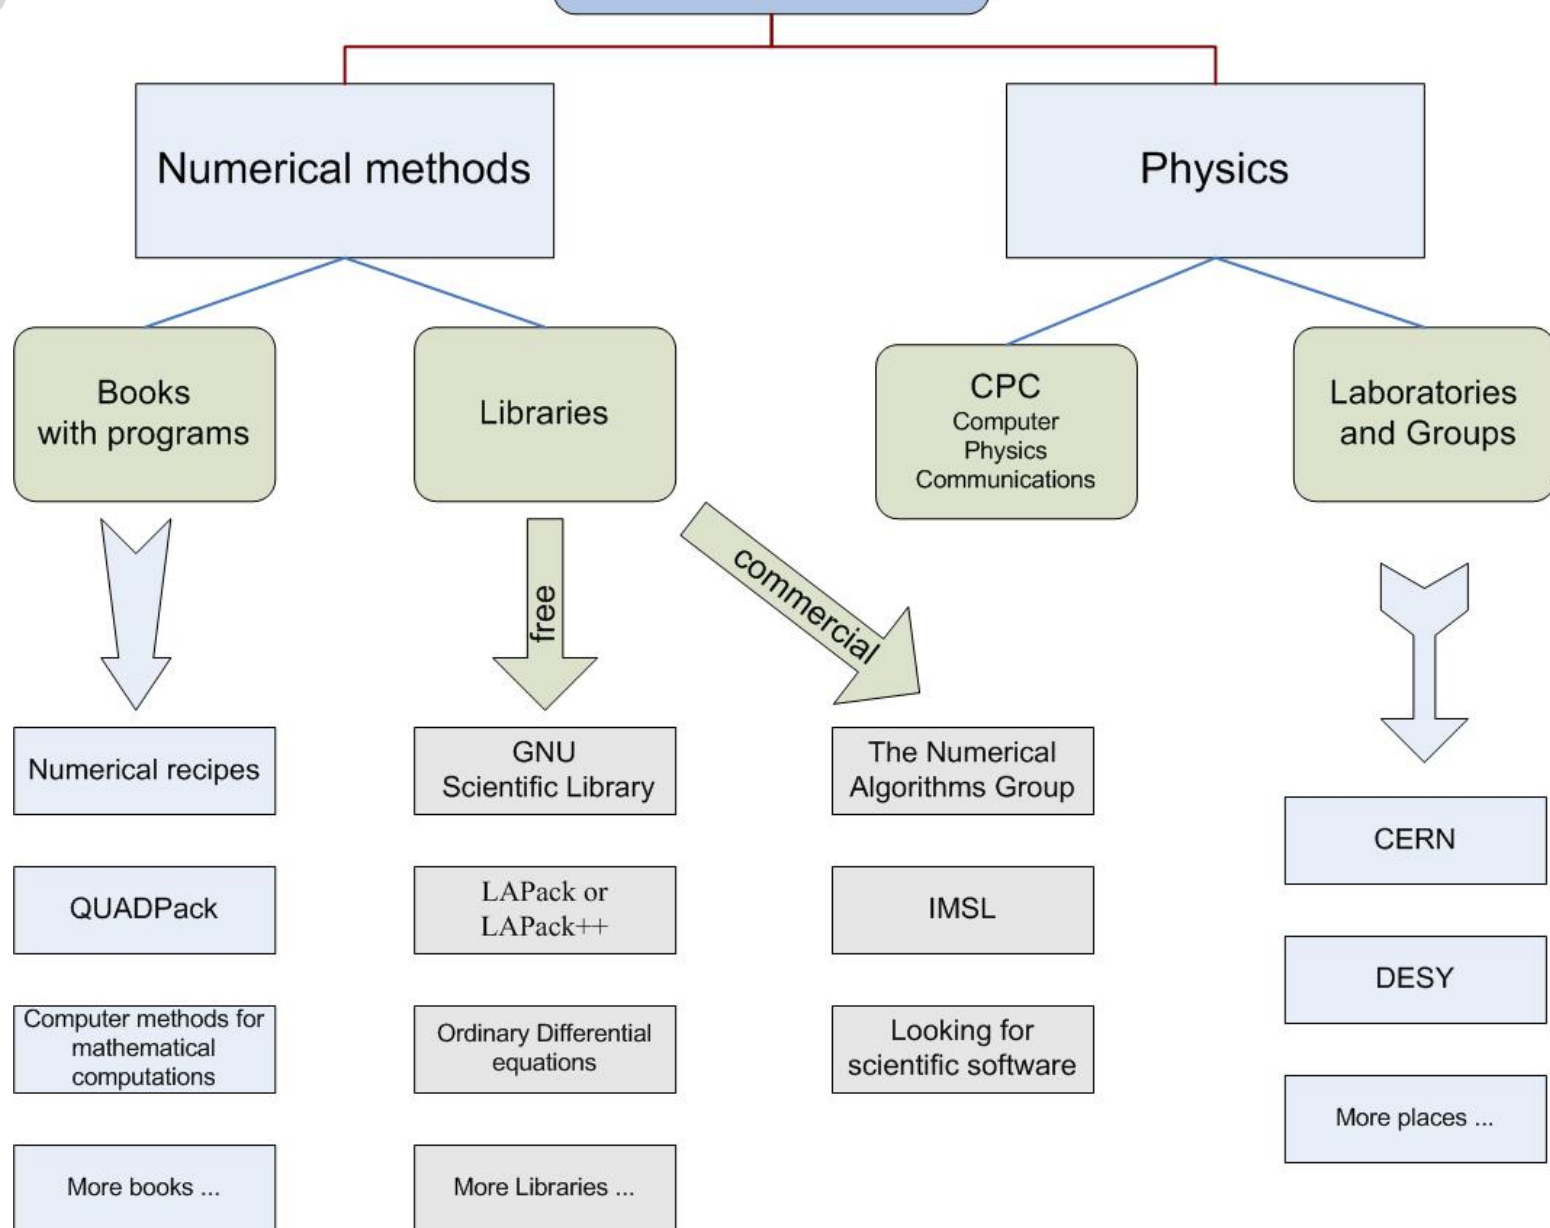 Numerical methods
Physics
Books
with programs
Libraries
CPC
Computer
Physics
Communications
Laboratories
and Groups
free
commercial
Numerical recipes
GNU
Scientific Library
The Numerical
Algorithms Group
CERN
QUADPack
LAPack or
LAPack++
IMSL
DESY
Computer methods for
mathematical
computations
Ordinary Differential
equations
Looking for
scientific software
More places ...
More books ...
More Libraries ...